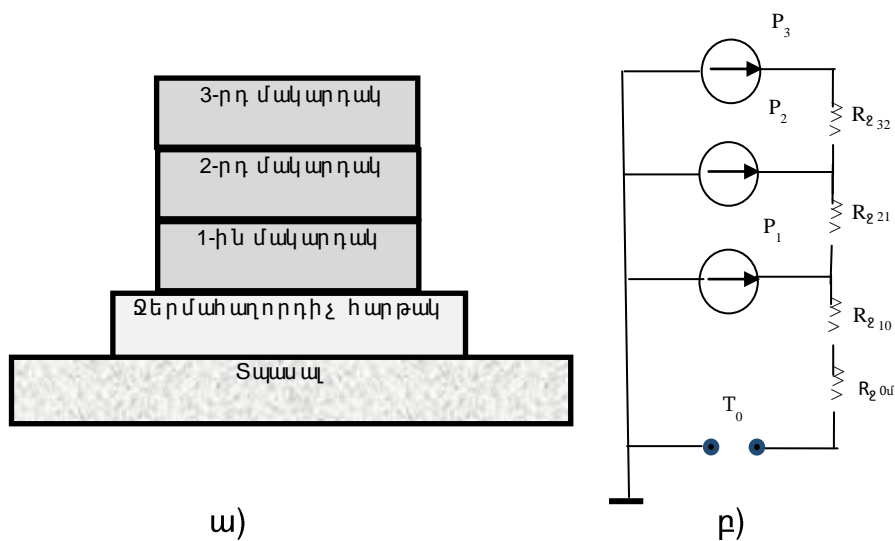 3-րդ մակարդակ
2-րդ մակարդակ
1-ին մակարդակ
Ջերմահաղորդիչ հարթակ
Տպասալ
ա)
P3
P2
Rջ 32
P1
Rջ 21
Rջ 10
Rջ 0մ
T0
բ)